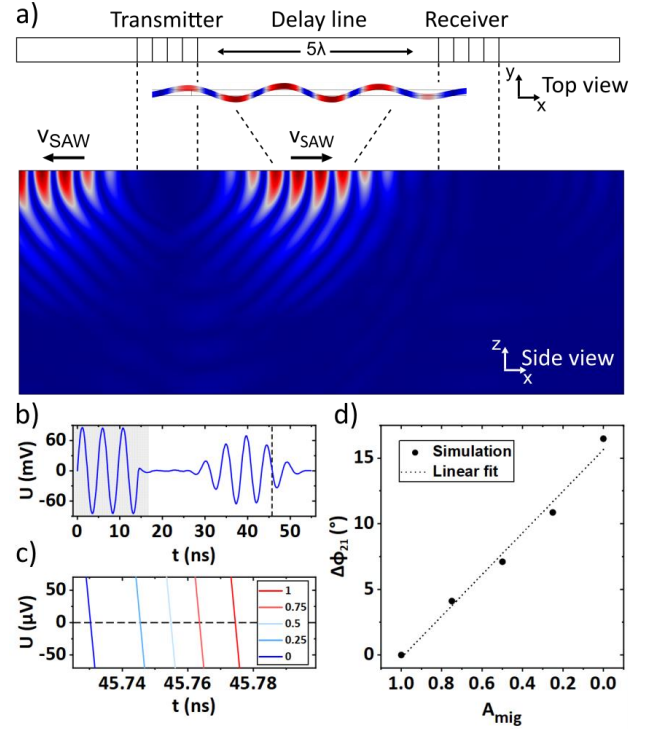 a)
Transmitter Delay line Receiver
5λ
y
x
Top view
vSAW vSAW
z
x
Side view
b)
U (mV)
60
0
-60
0 10 20 30 40 50
t (ns)
c)
U (µV)
50
0
-50
1
0.75
0.5
0.25
0
45.74 45.76 45.78
t (ns)
d)
Δϕ21 (°)
15
10
5
0
Simulation
Linear fit
1.0 0.8 0.6 0.4 0.2 0.0
Amig